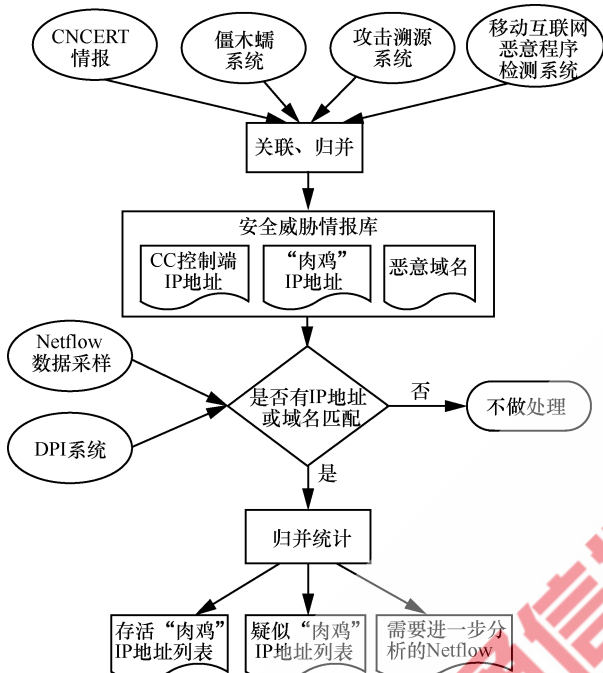 CNCERT
情报
僵木蠕
系统
攻击溯源
系统
移动互联网
恶意程序
检测系统
关联、归并
安全威胁情报库
CC控制端
IP地址
“肉鸡”
IP地址
恶意域名
Netflow
数据采样
DPI系统
是否有IP地址
或域名匹配
否
不做处理
是
归并统计
存活“肉鸡”
IP地址列表
疑似“肉鸡”
IP地址列表
需要进一步分
析的Netflow
信